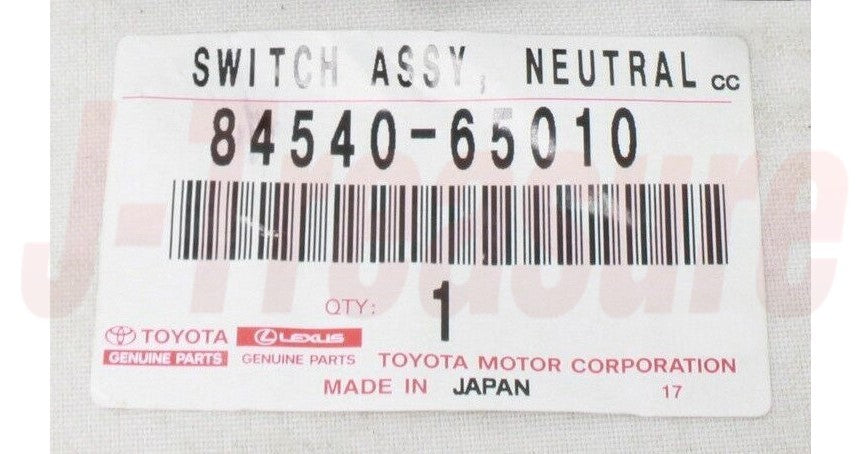 SWITCH ASSY, NEUTRAL CC
84540-65010
QTY: 1
TOYOTA LEXUS
GENUINE PARTS GENUINE PARTS TOYOTA MOTOR CORPORATION
MADE IN JAPAN 17
J-Treasure